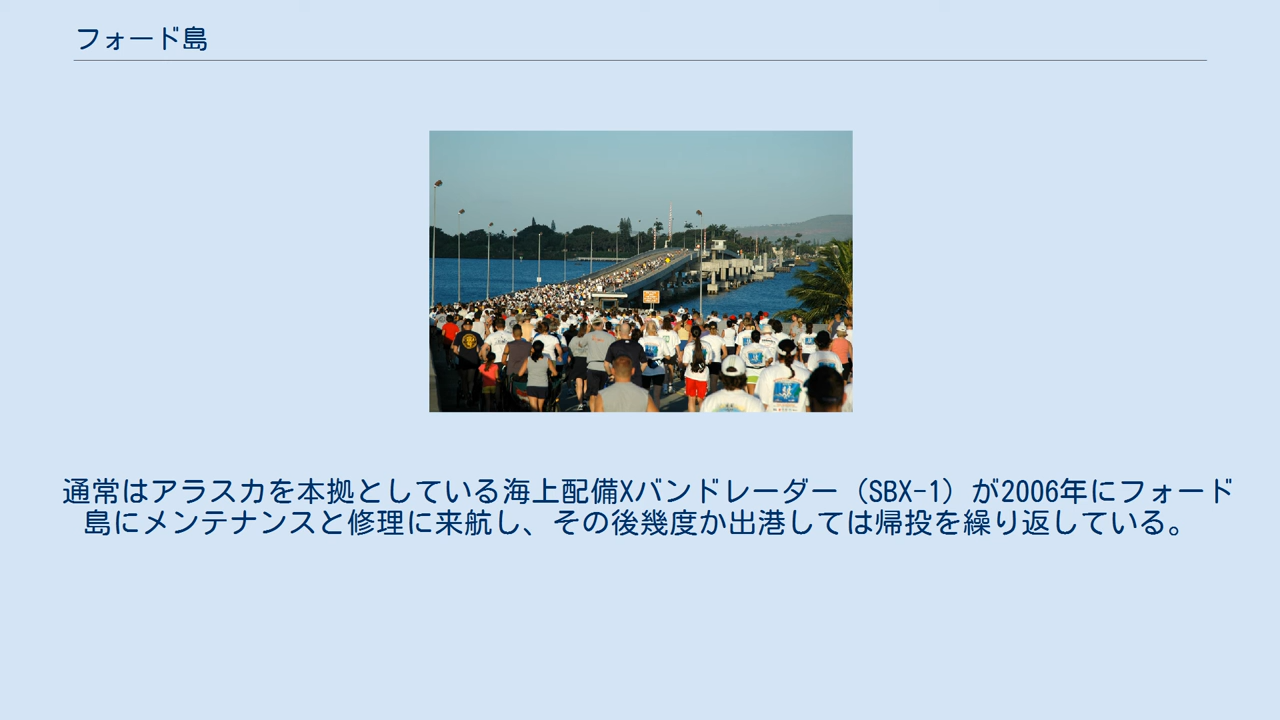 フォード島
通常はアラスカを本拠としている海上配備Xバンドレーダー（SBX-1）が2006年にフォード
島にメンテナンスと修理に来航し、その後幾度か出港しては帰投を繰り返している。